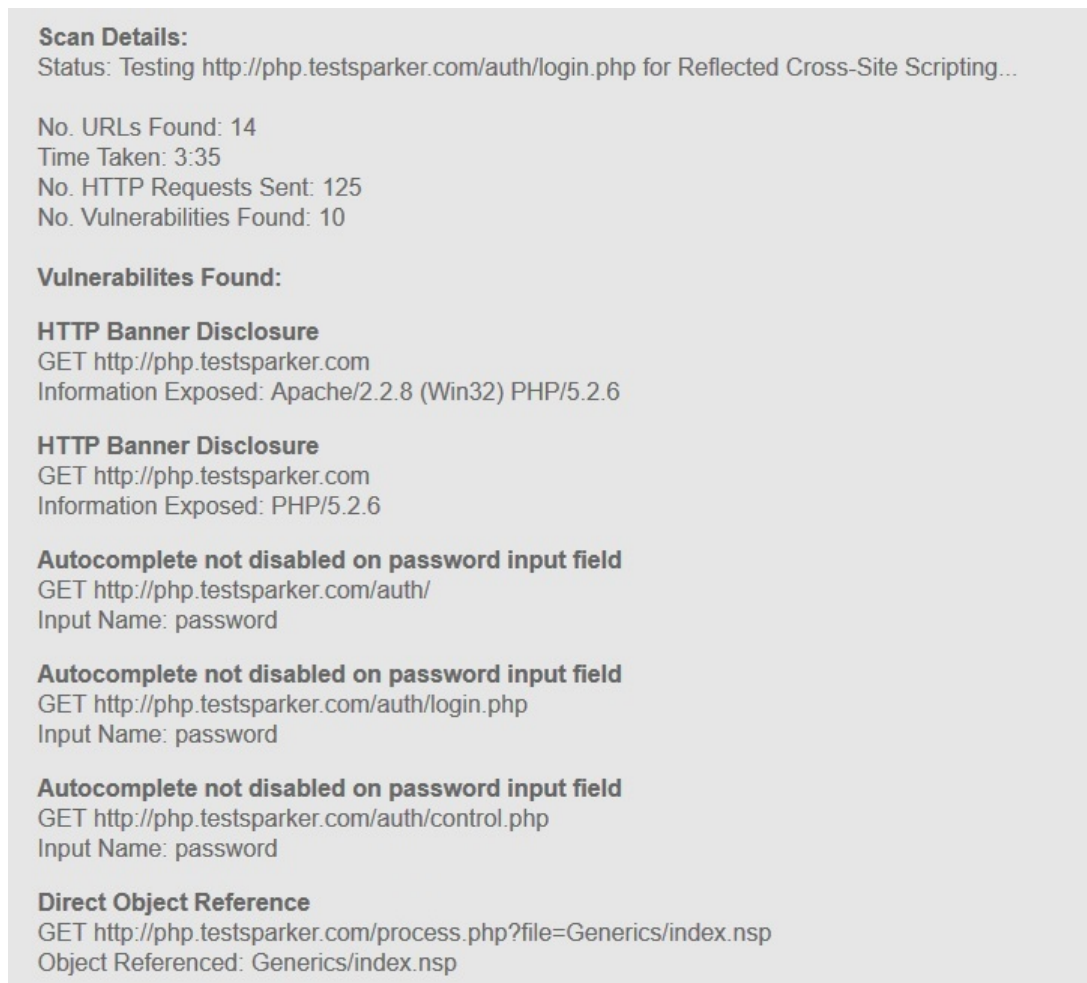 Scan Details:
Status: Testing http://php.testsparker.com/auth/login.php for Reflected Cross-Site Scripting...
No. URLs Found: 14
Time Taken: 3:35
No. HTTP Requests Sent: 125
No. Vulnerabilities Found: 10
Vulnerabilites Found:
HTTP Banner Disclosure
GET http://php.testsparker.com
Information Exposed: Apache/2.2.8 (Win32) PHP/5.2.6
HTTP Banner Disclosure
GET http://php.testsparker.com
Information Exposed: PHP/5.2.6
Autocomplete not disabled on password input field
GET http://php.testsparker.com/auth/
Input Name: password
Autocomplete not disabled on password input field
GET http://php.testsparker.com/auth/login.php
Input Name: password
Autocomplete not disabled on password input field
GET http://php.testsparker.com/auth/control.php
Input Name: password
Direct Object Reference
GET http://php.testsparker.com/process.php?file=Generics/index.nsp
Object Referenced: Generics/index.nsp